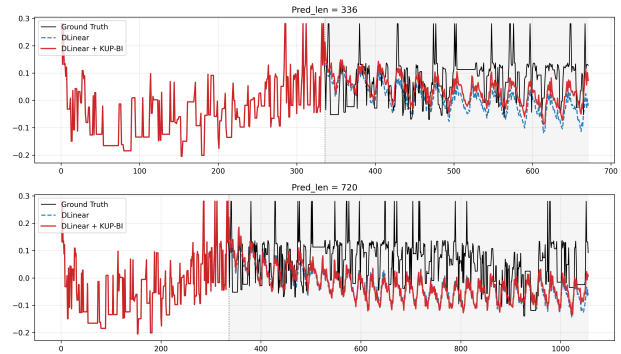 Pred_len = 336
0.3
0.2
0.1
0.0
−0.1
−0.2
Ground Truth
DLinear
DLinear + KUP-BI
0 100 200 300 400 500 600 700
Pred_len = 720
0.3
0.2
0.1
0.0
−0.1
−0.2
Ground Truth
DLinear
DLinear + KUP-BI
0 200 400 600 800 1000